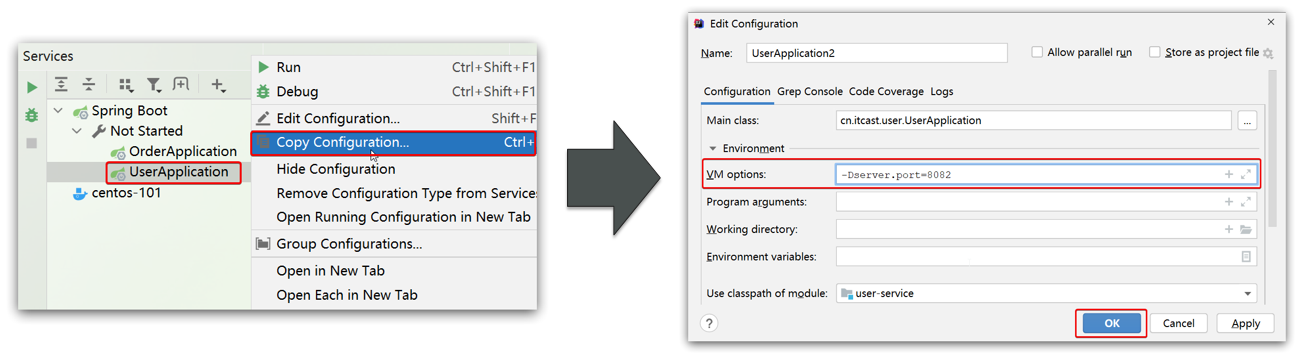 Services
Spring Boot
Not Started
OrderApplication
UserApplication
centos-101
Run Ctrl+Shift+F1
Debug Ctrl+Shift+F1
Edit Configuration... Shift+F
Copy Configuration... Ctrl+
Hide Configuration
Remove Configuration Type from Services
Open Running Configuration in New Tab
Group Configurations...
Open in New Tab
Open Each in New Tab
Edit Configuration
Name: UserApplication2 Allow parallel run Store as project file
Configuration Grep Console Code Coverage Logs
Main class: cn.itcast.user.UserApplication ...
Environment
VM options: -Dserver.port=8082
Program arguments:
Working directory:
Environment variables:
Use classpath of module: user-service
? OK Cancel Apply